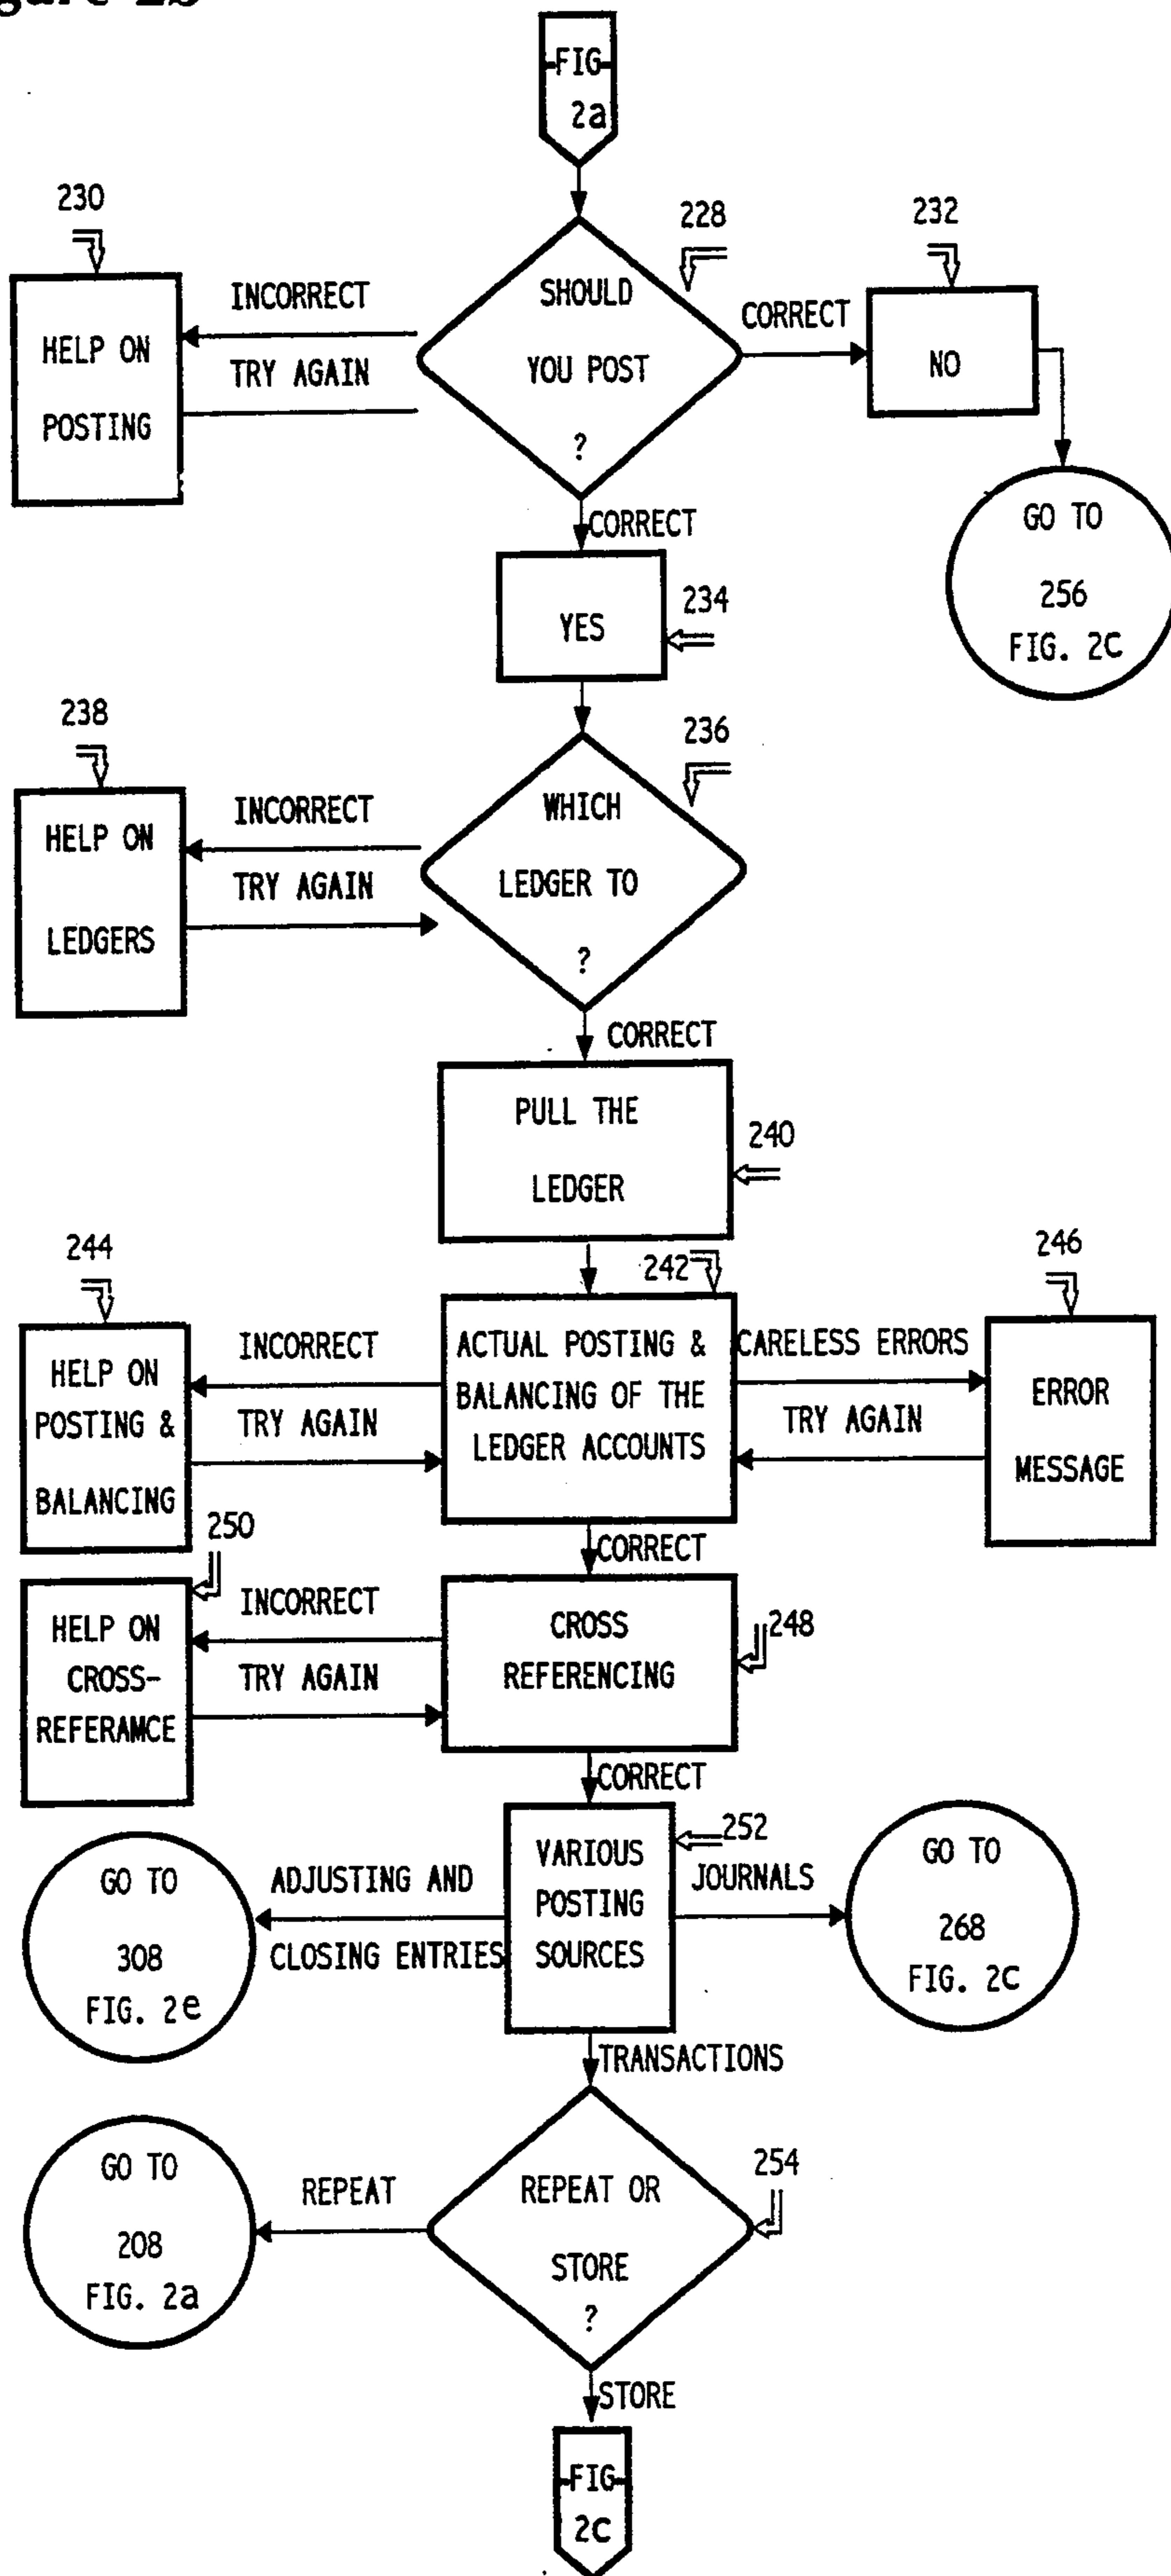 FIG
2a
230
228
232
INCORRECT
SHOULD
CORRECT
HELP ON
TRY AGAIN
YOU POST
NO
POSTING
?
GO TO
256
FIG. 2C
CORRECT
YES
234
238
236
INCORRECT
WHICH
HELP ON
TRY AGAIN
LEDGER TO
LEDGERS
?
CORRECT
PULL THE
LEDGER
240
244
242
246
INCORRECT
ACTUAL POSTING &
BALANCING OF THE
LEDGER ACCOUNTS
CARELESS ERRORS
HELP ON
POSTING &
BALANCING
TRY AGAIN
TRY AGAIN
ERROR
MESSAGE
250
CORRECT
INCORRECT
HELP ON
CROSS-
REFERAMCE
TRY AGAIN
CROSS
REFERENCING
248
CORRECT
252
GO TO
308
FIG. 2e
ADJUSTING AND
CLOSING ENTRIES
VARIOUS
POSTING
SOURCES
JOURNALS
GO TO
268
FIG. 2C
TRANSACTIONS
GO TO
208
FIG. 2a
REPEAT
REPEAT OR
STORE
?
254
STORE
FIG
2c